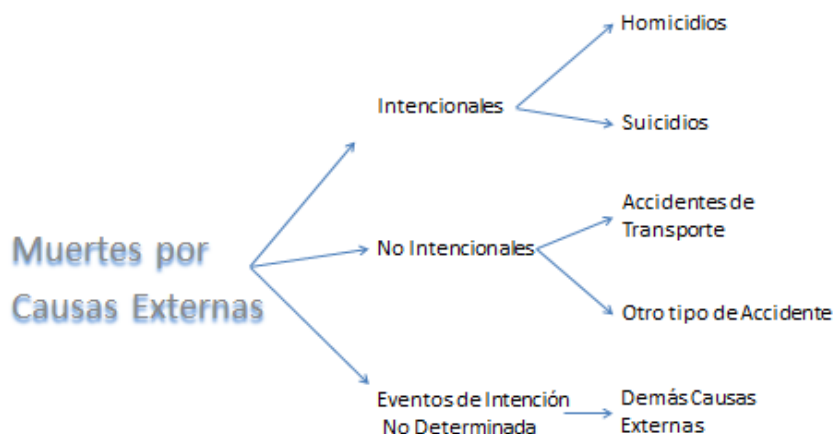 Muertes por
Causas Externas
Intencionales
Homicidios
Suicidios
No Intencionales
Accidentes de
Transporte
Otro tipo de Accidente
Eventos de Intención
No Determinada
Demás Causas
Externas